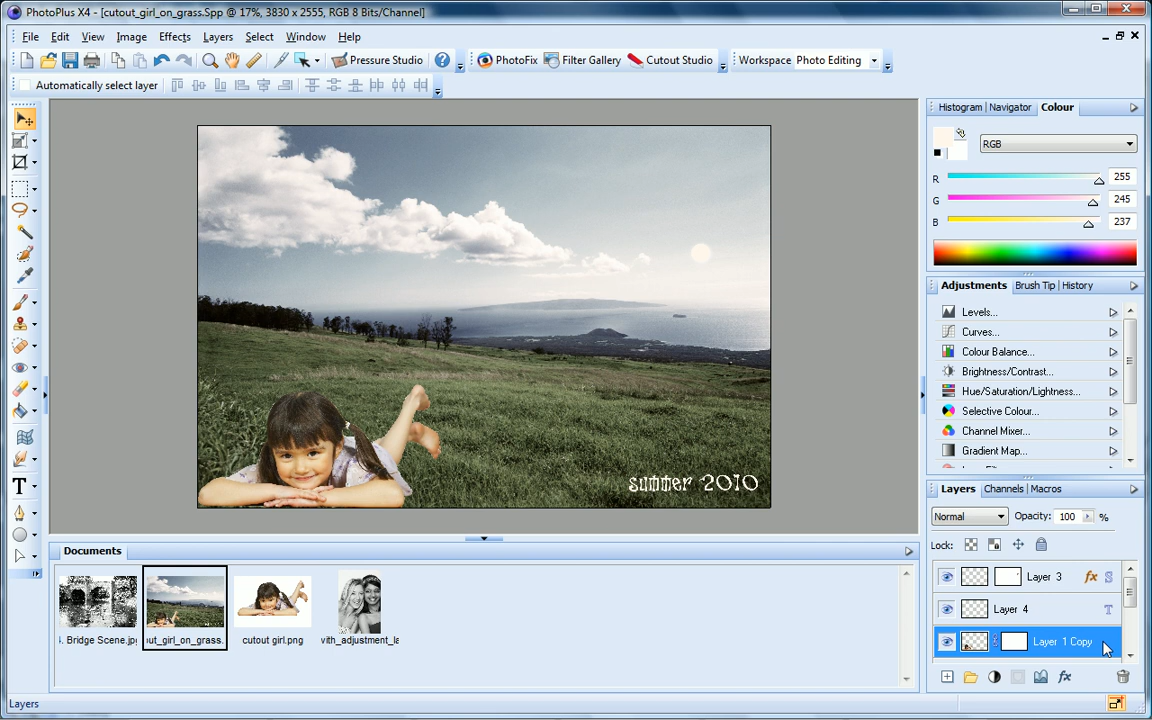 PhotoPlus X4 - [cutout_girl_on_grass.Spp @ 17%, 3830 x 2555, RGB 8 Bits/Channel]
File Edit View Image Effects Layers Select Window Help
Pressure Studio PhotoFix Filter Gallery Cutout Studio Workspace Photo Editing
Automatically select layer
Histogram | Navigator Colour
RGB
R 255
G 245
B 237
Adjustments Brush Tip | History
Levels...
Curves...
Colour Balance...
Brightness/Contrast...
Hue/Saturation/Lightness...
Selective Colour...
Channel Mixer...
Gradient Map...
summer 2010
Layers Channels | Macros
Normal Opacity: 100 %
Lock:
Layer 3 fx S
Layer 4 T
Layer 1 Copy
fx
Documents
. Bridge Scene.jpg
ut_girl_on_grass.
cutout girl.png
vith_adjustment_la
T
Layers